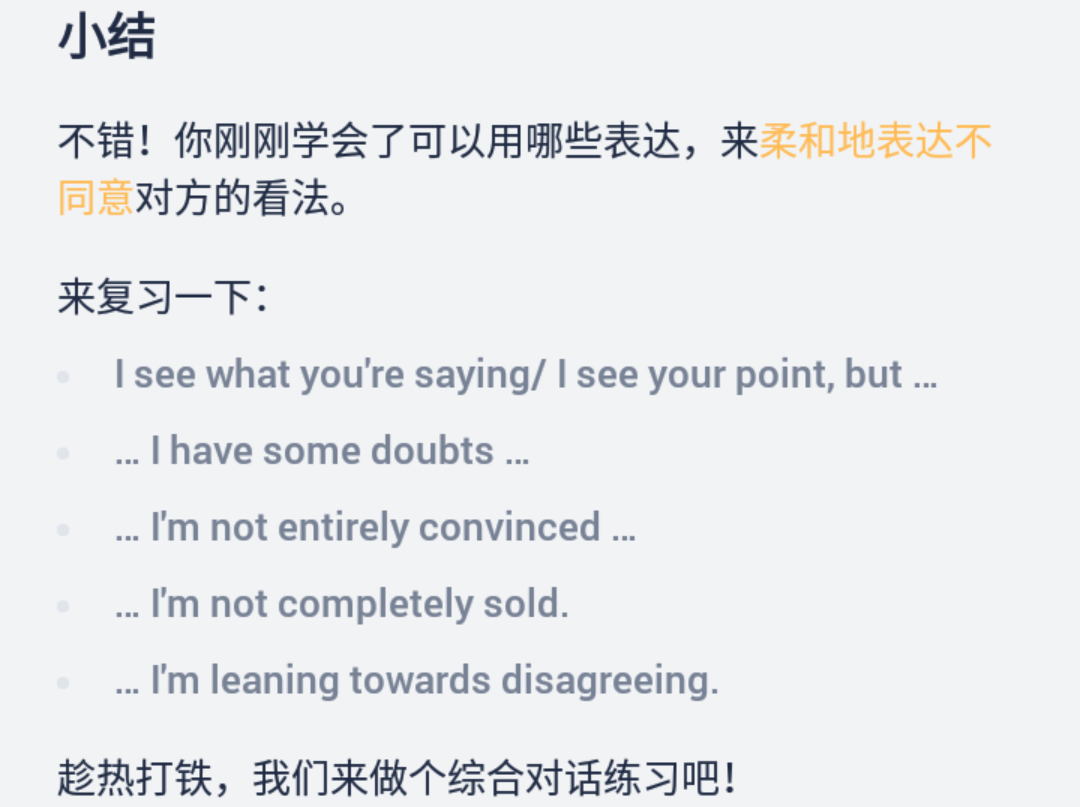 小结
不错！你刚刚学会了可以用哪些表达，来柔和地表达不
同意对方的看法。
来复习一下：
I see what you're saying/ I see your point, but ...
... I have some doubts ...
... I'm not entirely convinced ...
... I'm not completely sold.
... I'm leaning towards disagreeing.
趁热打铁，我们来做个综合对话练习吧！